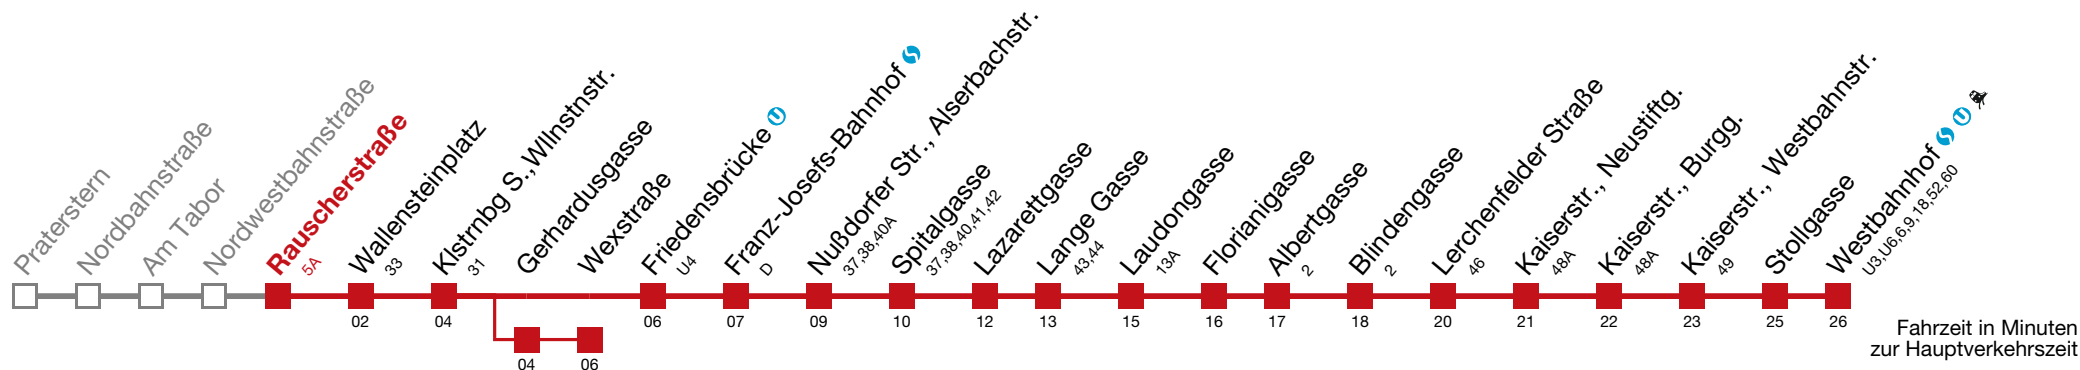 Praterstern
Nordbahnstraße
Am Tabor
Nordwestbahnstraße
Rauscherstraße
5A
Wallensteinplatz
33
Klstrnbg S., Wllnstnstr.
31
Gerhardusgasse
Wexstraße
Friedensbrücke U
U4
Franz-Josefs-Bahnhof S
D
Nußdorfer Str., Alserbachstr.
37,38,40A
Spitalgasse
37,38,40,41,42
Lazarettgasse
Lange Gasse
43,44
Laudongasse
13A
Florianigasse
Albertgasse
2
Blindengasse
2
Lerchenfelder Straße
46
Kaiserstr., Neustiftg.
48A
Kaiserstr., Burgg.
48A
Kaiserstr., Westbahnstr.
49
Stollgasse
Westbahnhof S U
U3,U6,6,9,18,52,60
02 04 06 07 09 10 12 13 15 16 17 18 20 21 22 23 25 26
04 06
Fahrzeit in Minuten
zur Hauptverkehrszeit